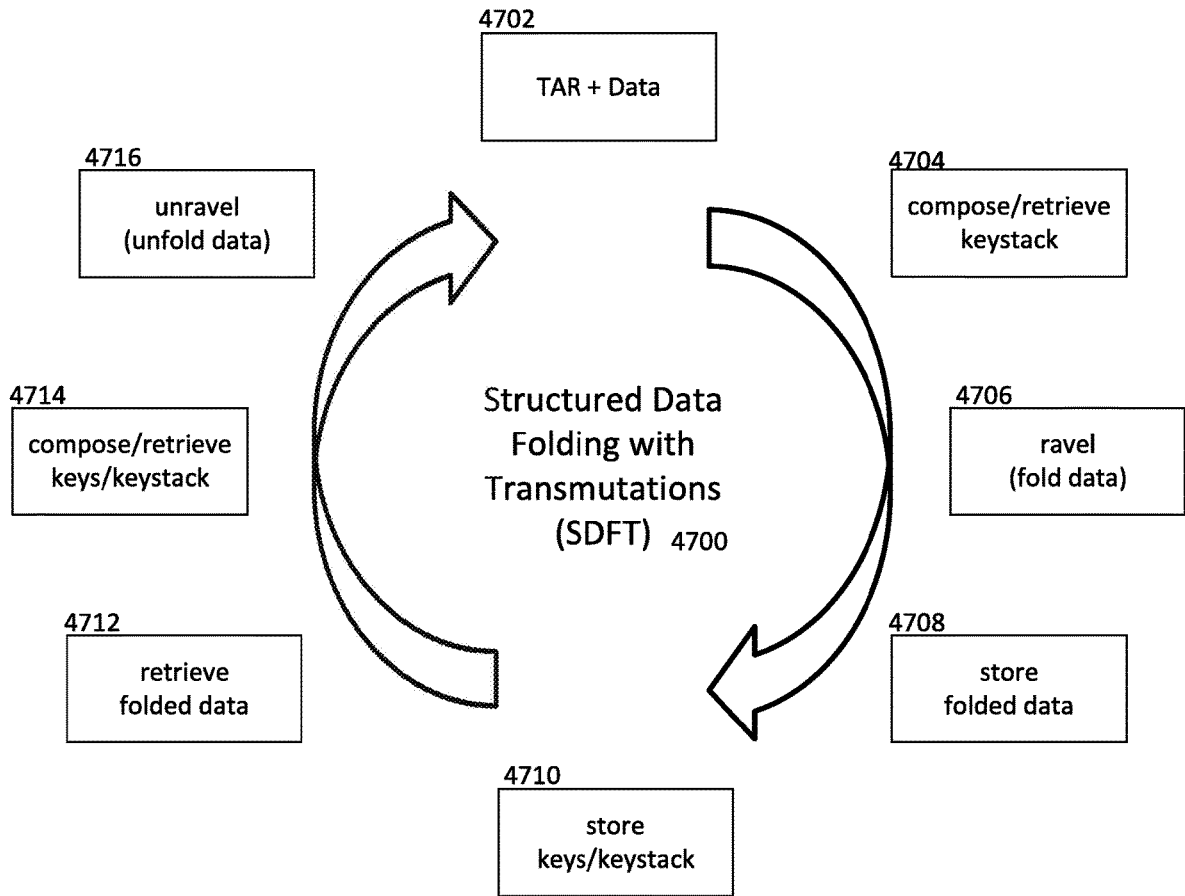 4702
TAR + Data
4716
unravel
(unfold data)
4704
compose/retrieve
keystack
4714
compose/retrieve
keys/keystack
Structured Data
Folding with
Transmutations
(SDFT) 4700
4706
ravel
(fold data)
4712
retrieve
folded data
4708
store
folded data
4710
store
keys/keystack